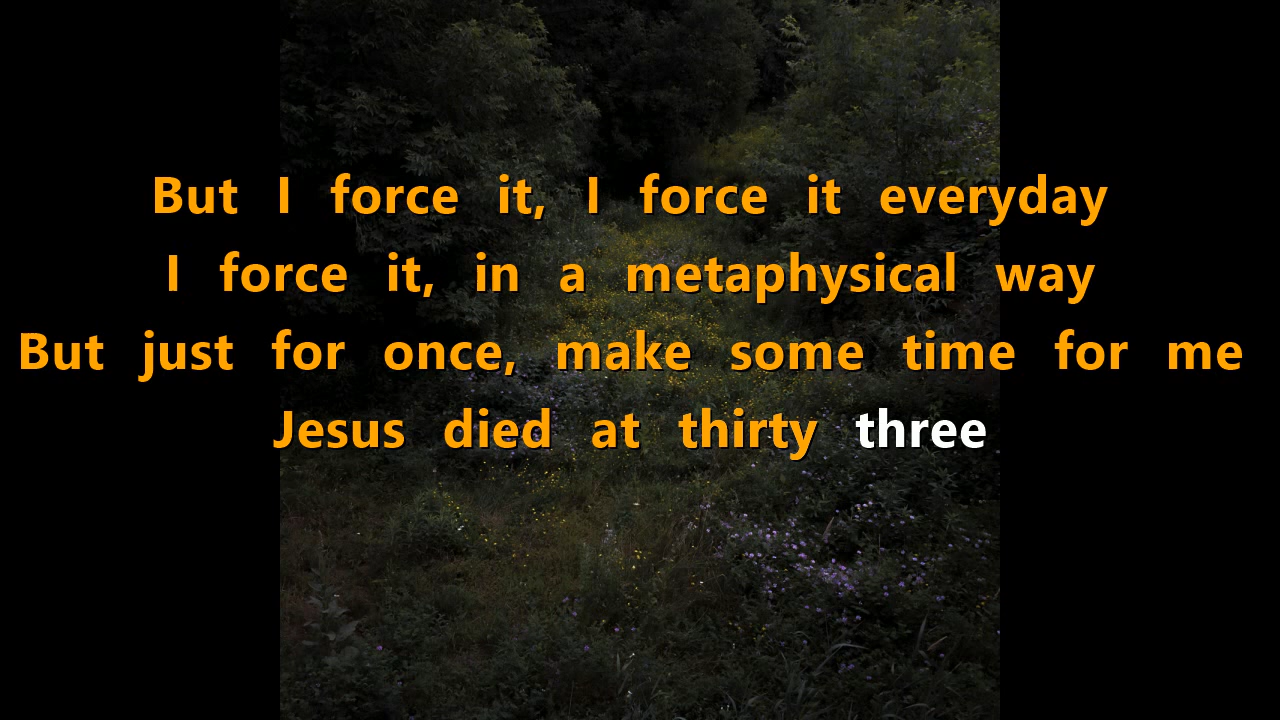 But I force it, I force it everyday
I force it, in a metaphysical way
But just for once, make some time for me
Jesus died at thirty three